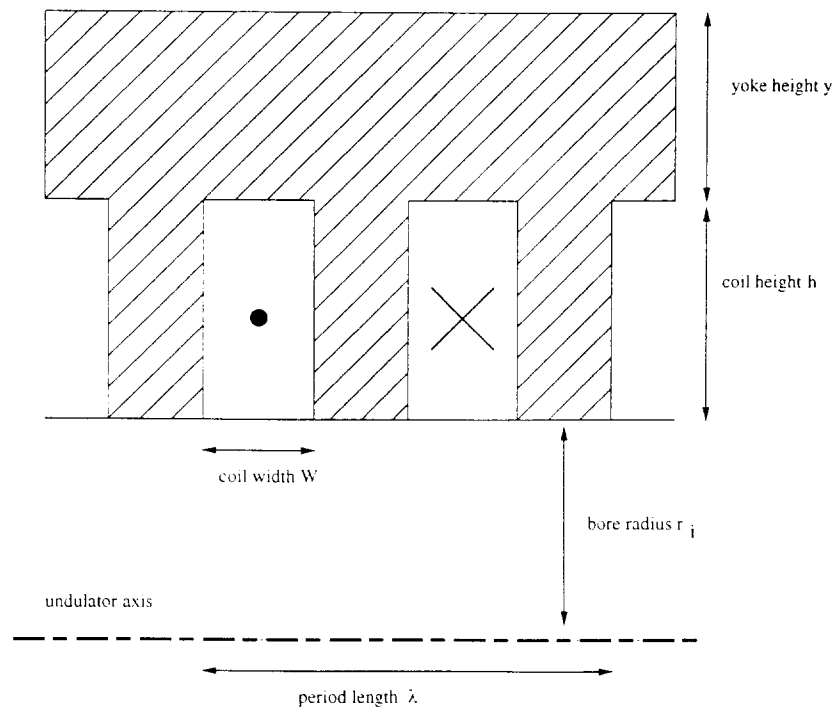 yoke height y
coil height h
coil width W
bore radius r i
undulator axis
period length λ